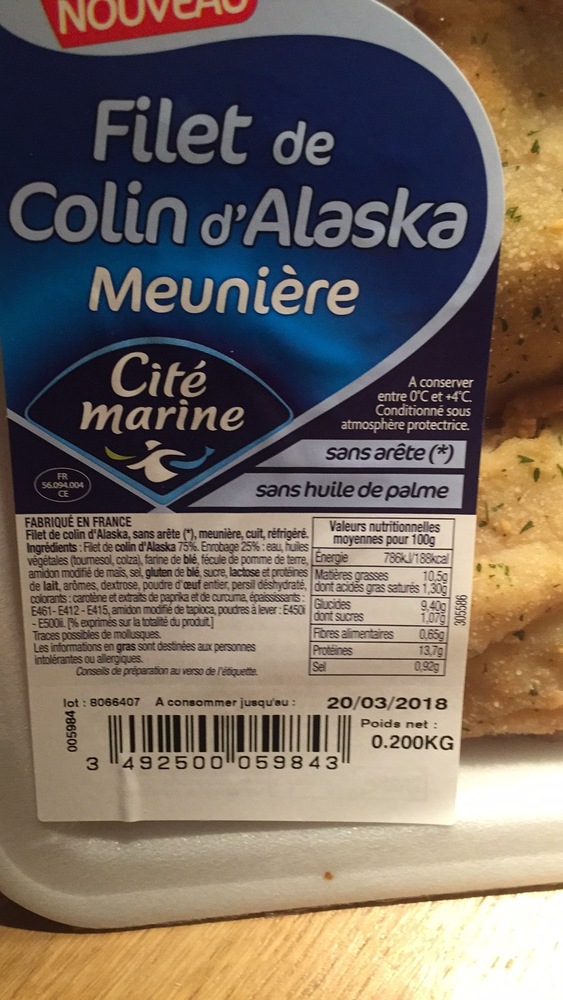 NOUVEAU
Filet de
Colin d'Alaska
Meunière
Cité
marine
A conserver
entre 0°C et +4°C.
Conditionné sous
atmosphère protectrice.
sans arête (*)
sans huile de palme
FR
56.094.004
CE
FABRIQUÉ EN FRANCE
Filet de colin d'Alaska, sans arête (*), meunière, cuit, réfrigéré.
Ingrédients : Filet de colin d'Alaska 75%. Enrobage 25% : eau, huiles
végétales (tournesol, colza), farine de blé, fécule de pomme de terre,
amidon modifié de maïs, sel, gluten de blé, sucre, lactose et protéines
de lait, arômes, dextrose, poudre d'œuf entier, persil déshydraté,
colorants : carotène et extraits de paprika et de curcuma, épaississants :
E461- E412 - E415, amidon modifié de tapioca, poudres à lever : E450i
- E500ii. [% exprimés sur la totalité du produit.]
Traces possibles de mollusques.
Les informations en gras sont destinées aux personnes
intolérantes ou allergiques.
Conseils de préparation au verso de l'étiquette.
Valeurs nutritionnelles
moyennes pour 100g
Énergie 786kJ/188kcal
Matières grasses 10,5g
dont acides gras saturés 1,30g
Glucides 9,40g
dont sucres 1,07g
Fibres alimentaires 0,65g
Protéines 13,7g
Sel 0,92g
305586
lot : 8066407 A consommer jusqu'au : 20/03/2018
005984
Poids net :
0.200KG
3 492500 059843